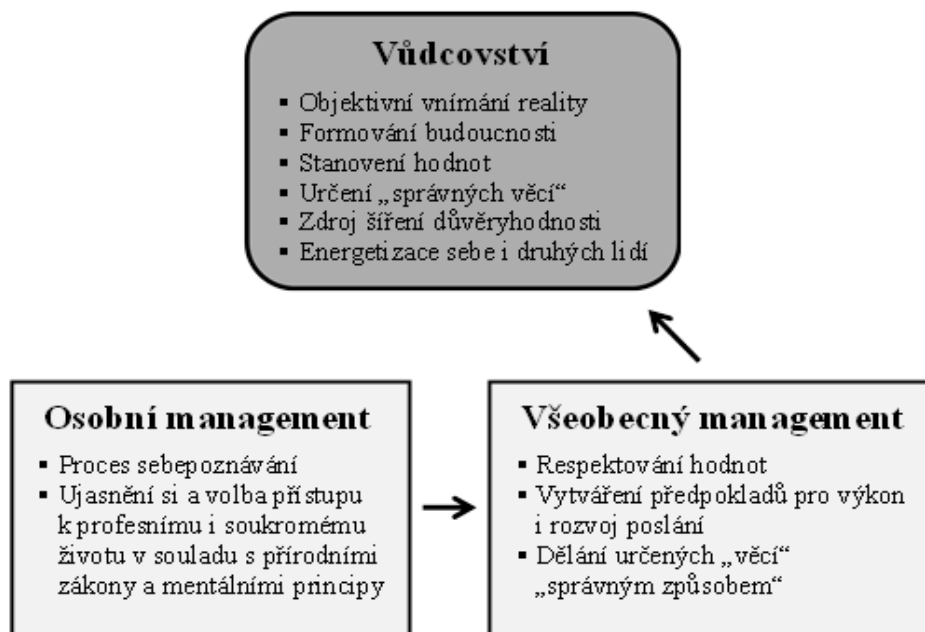 Vůdcovství
▪ Objektivní vnímání reality
▪ Formování budoucnosti
▪ Stanovení hodnot
▪ Určení „správných věcí“
▪ Zdroj šíření důvěryhodnosti
▪ Energetizace sebe i druhých lidí
Osobní management
▪ Proces sebepoznávání
▪ Ujasnění si a volba přístupu
k profesnímu i soukromému
životu v souladu s přírodními
zákony a mentálními principy
Všeobecný management
▪ Respektování hodnot
▪ Vytváření předpokladů pro výkon
i rozvoj poslání
▪ Dělání určených „věcí“
„správným způsobem“